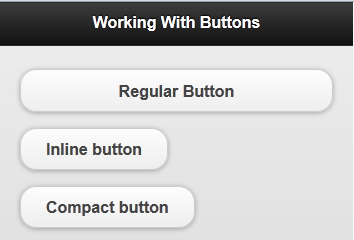 Working With Buttons
Regular Button
Inline button
Compact button